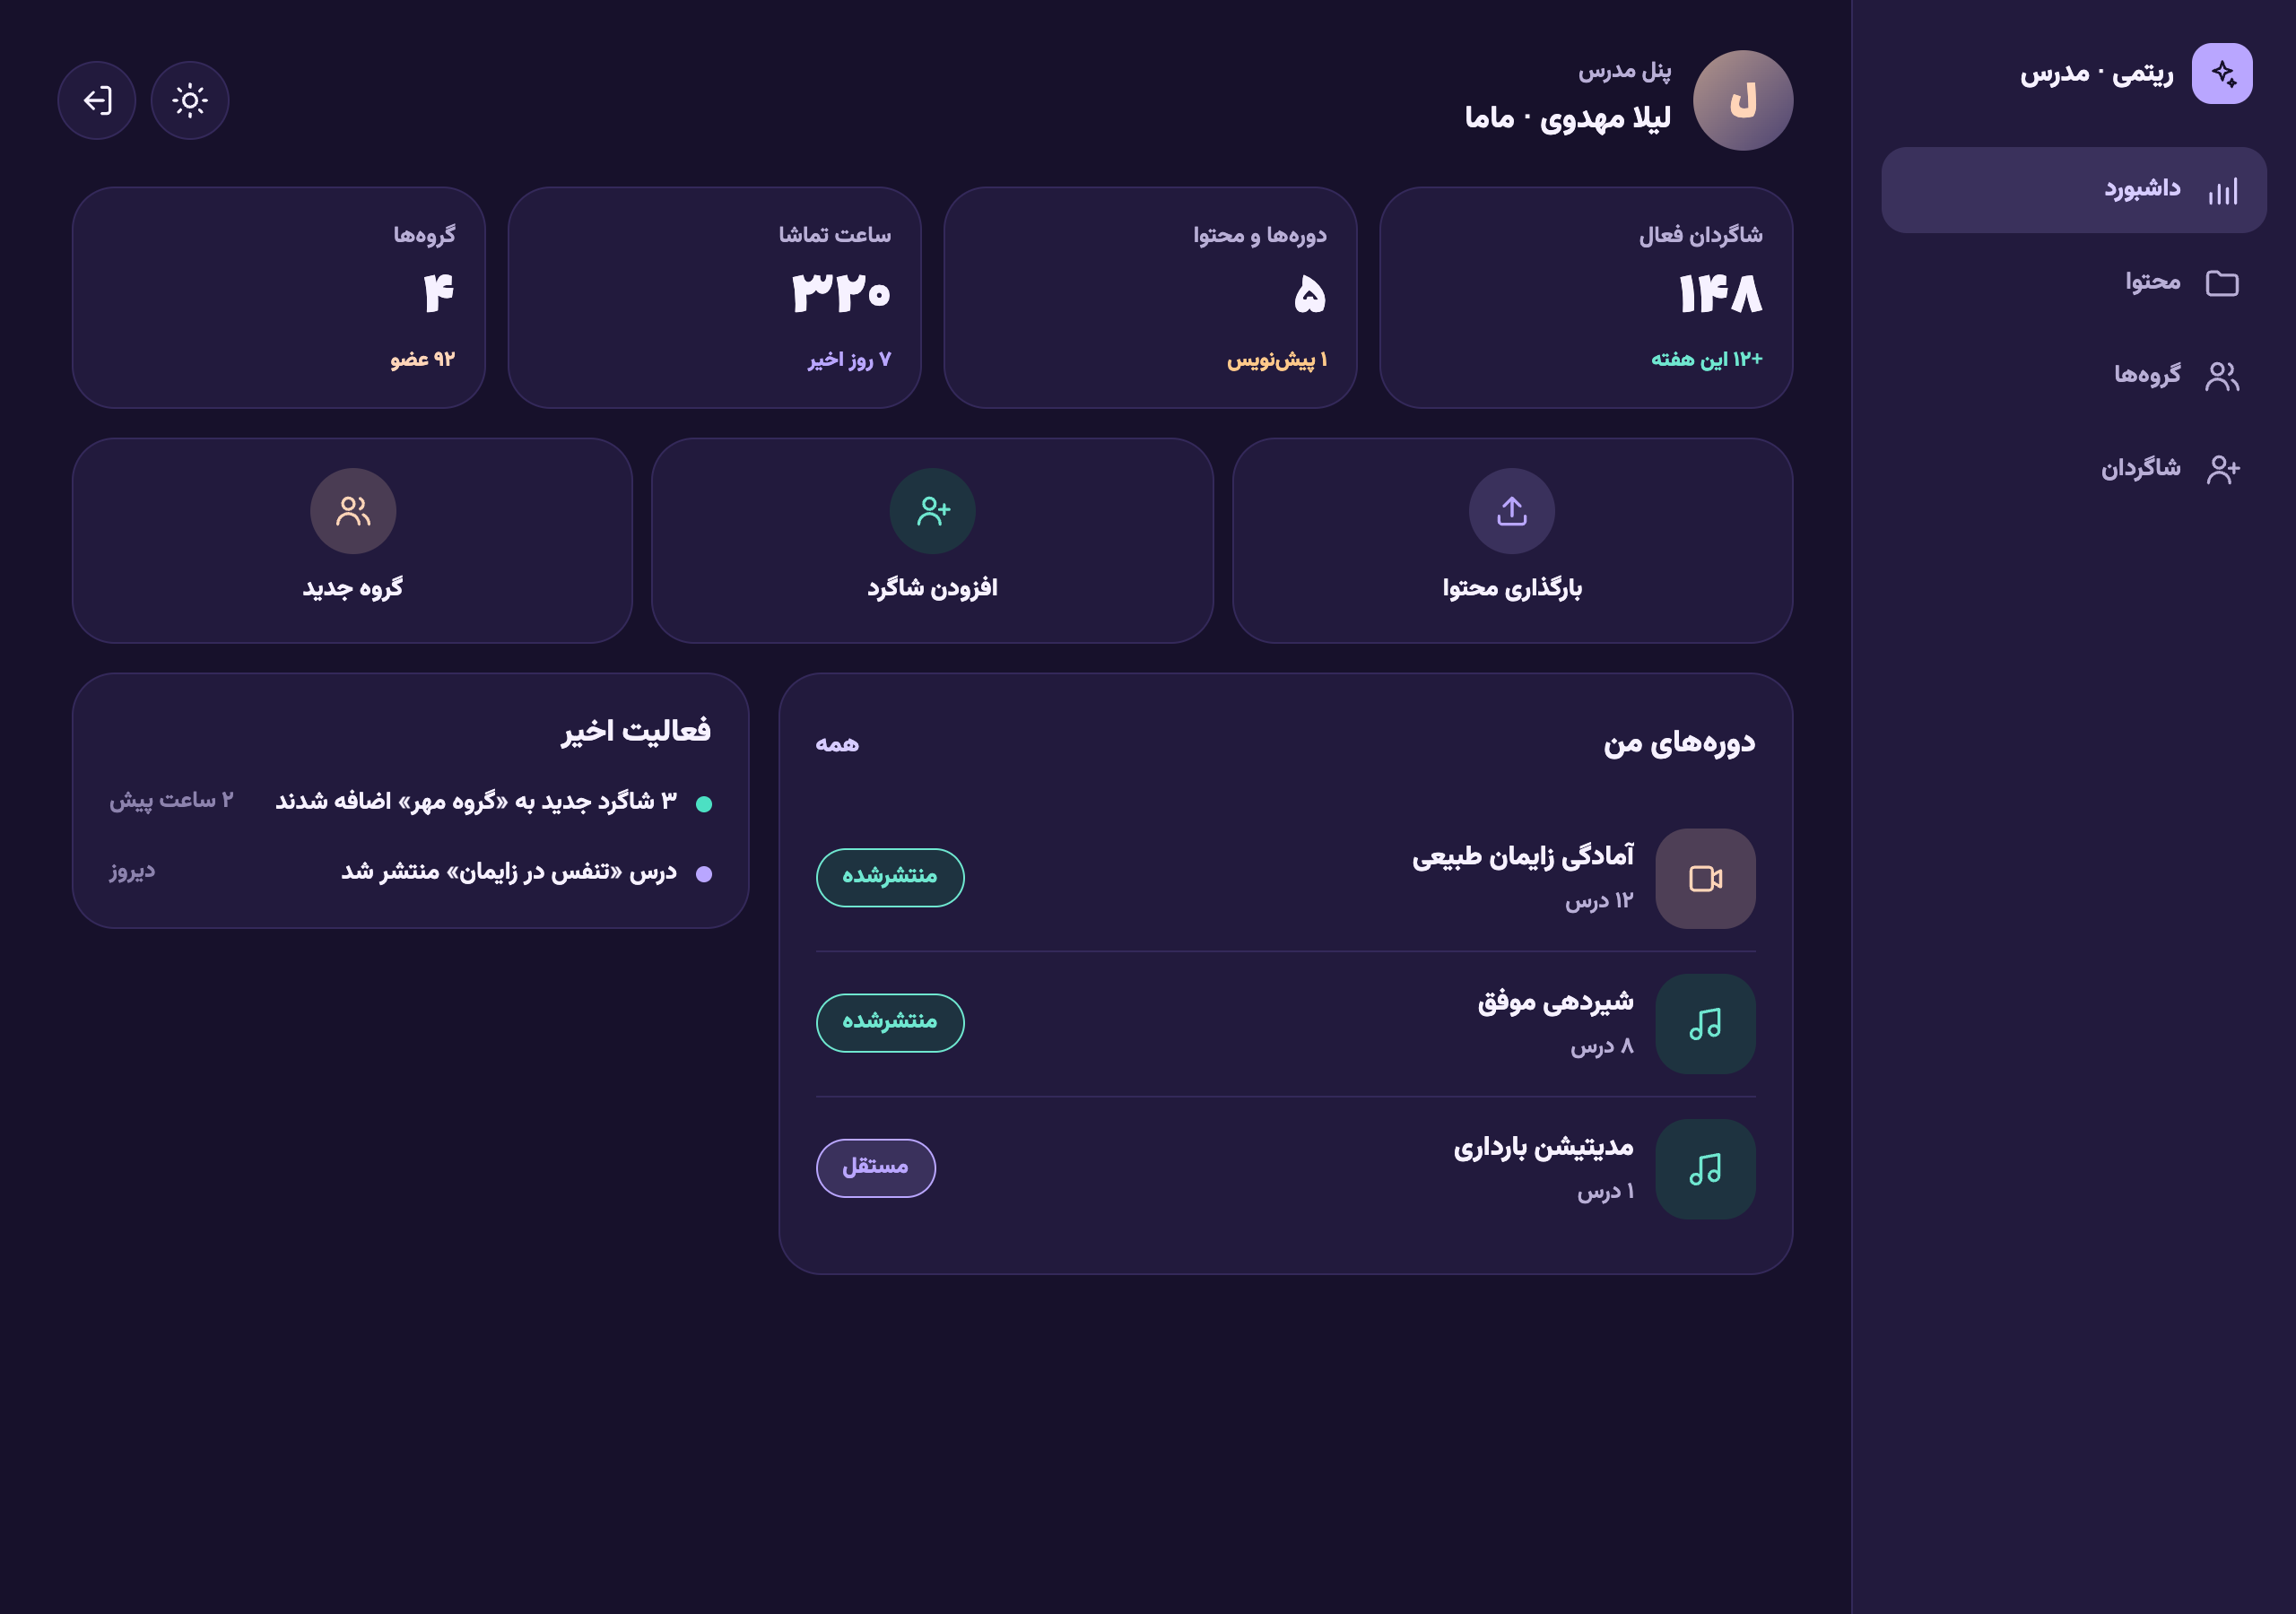 ریتمی · مدرس
داشبورد
محتوا
گروه‌ها
شاگردان
ل
پنل مدرس
لیلا مهدوی · ماما
شاگردان فعال
۱۴۸
+۱۲ این هفته
دوره‌ها و محتوا
۵
۱ پیش‌نویس
ساعت تماشا
۳۲۰
۷ روز اخیر
گروه‌ها
۴
۹۲ عضو
بارگذاری محتوا
افزودن شاگرد
گروه جدید
دوره‌های من
همه
آمادگی زایمان طبیعی
۱۲ درس
منتشرشده
شیردهی موفق
۸ درس
منتشرشده
مدیتیشن بارداری
۱ درس
مستقل
فعالیت اخیر
۳ شاگرد جدید به «گروه مهر» اضافه شدند
۲ ساعت پیش
درس «تنفس در زایمان» منتشر شد
دیروز